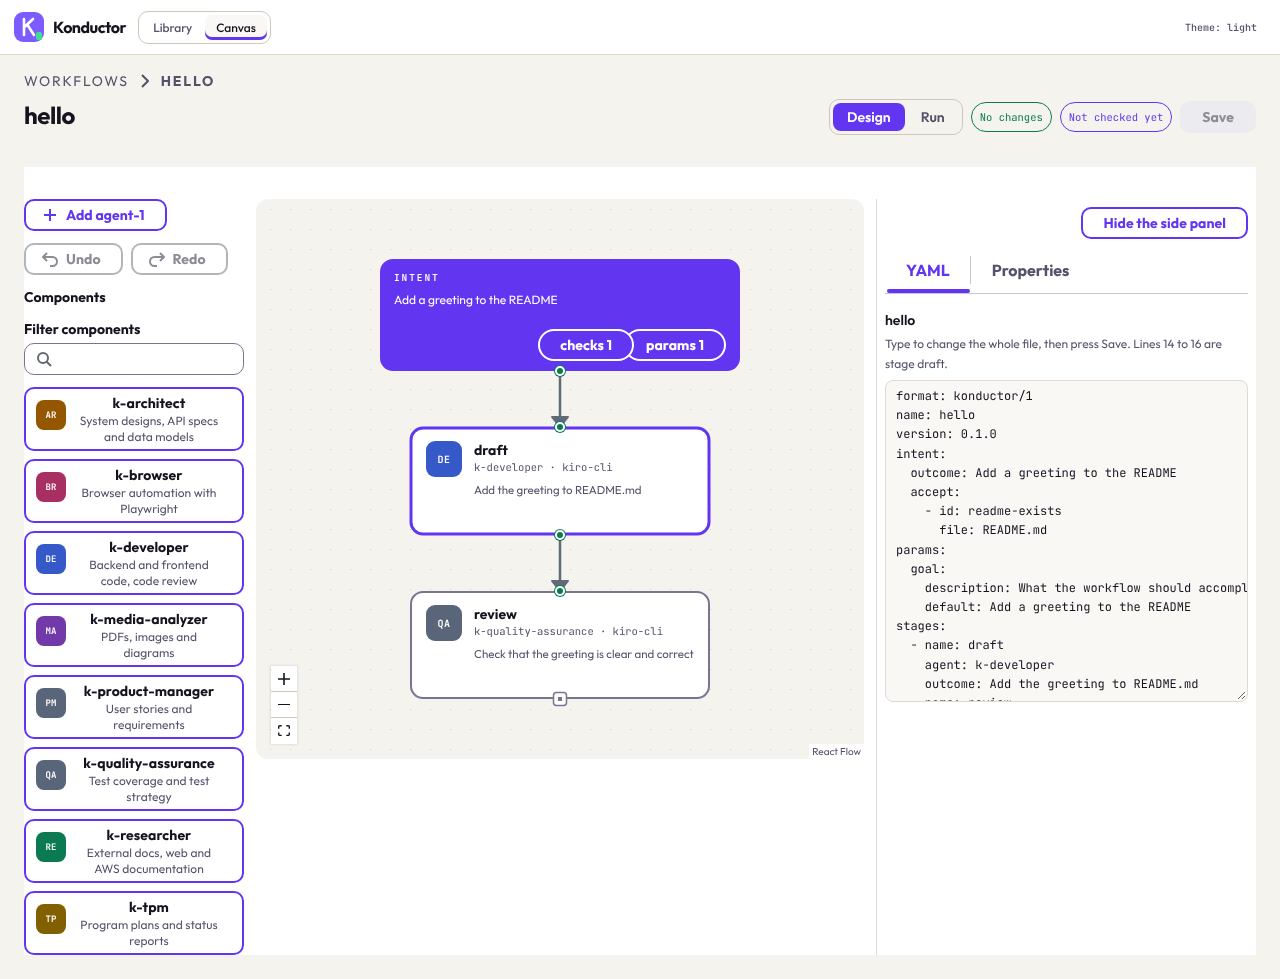 Konductor
Library
Canvas
Theme: light
WORKFLOWS > HELLO
hello
Design
Run
No changes
Not checked yet
Save
Add agent-1
Undo
Redo
Components
Filter components
AR
k-architect
System designs, API specs
and data models
BR
k-browser
Browser automation with
Playwright
DE
k-developer
Backend and frontend
code, code review
MA
k-media-analyzer
PDFs, images and
diagrams
PM
k-product-manager
User stories and
requirements
QA
k-quality-assurance
Test coverage and test
strategy
RE
k-researcher
External docs, web and
AWS documentation
TP
k-tpm
Program plans and status
reports
INTENT
Add a greeting to the README
checks 1
params 1
DE
draft
k-developer · kiro-cli
Add the greeting to README.md
QA
review
k-quality-assurance · kiro-cli
Check that the greeting is clear and correct
React Flow
Hide the side panel
YAML
Properties
hello
Type to change the whole file, then press Save. Lines 14 to 16 are
stage draft.
format: konductor/1
name: hello
version: 0.1.0
intent:
  outcome: Add a greeting to the README
  accept:
    - id: readme-exists
      file: README.md
params:
  goal:
    description: What the workflow should accompl
    default: Add a greeting to the README
stages:
  - name: draft
    agent: k-developer
    outcome: Add the greeting to README.md